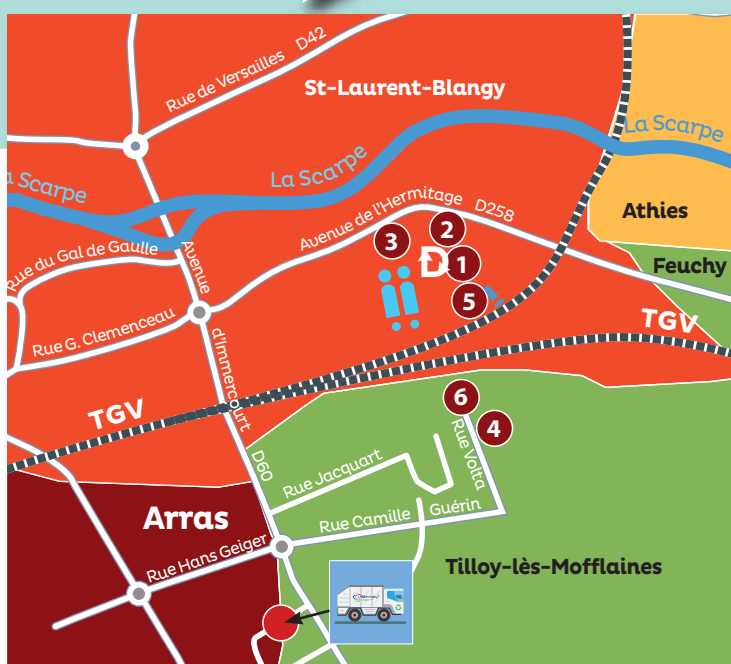 Rue de Versailles D42
St-Laurent-Blangy
La Scarpe
a Scarpe
La Scarpe
Athies
Avenue de l'Hermitage D258
Rue du Gal de Gaulle
Avenue
d'Immercourt
D60
3
2
D
1
5
Feuchy
Rue G. Clemenceau
TGV
TGV
6
4
Rue Volta
Rue Jacquart
Arras
Rue Camille Guérin
Rue Hans Geiger
Tilloy-lès-Mofflaines